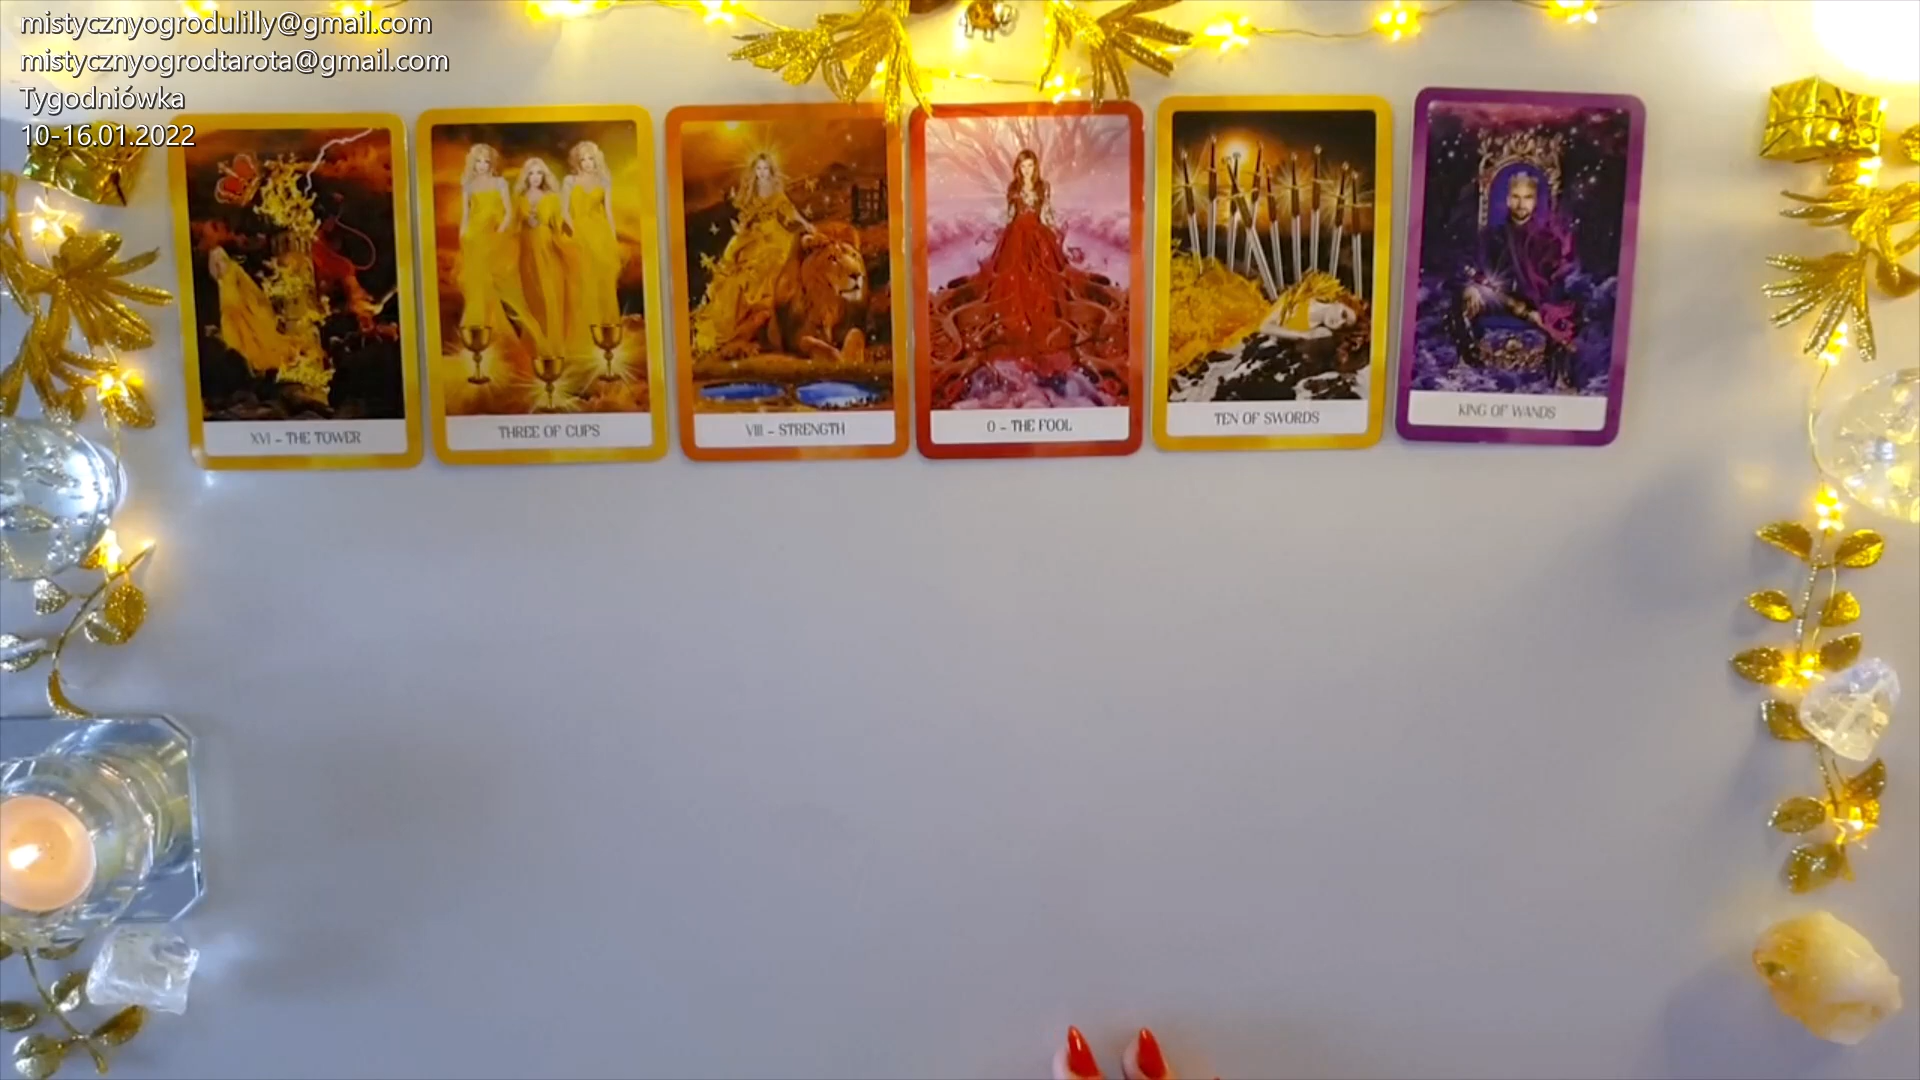 mistycznyogrodulilly@gmail.com
mistycznyogrodtarota@gmail.com
Tygodniówka
10-16.01.2022
XVI - THE TOWER
THREE OF CUPS
VIII - STRENGTH
0 - THE FOOL
TEN OF SWORDS
KING OF WANDS